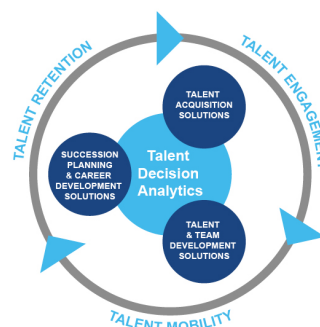 TALENT RETENTION
TALENT ENGAGEMENT
TALENT
ACQUISITION
SOLUTIONS
SUCCESSION
PLANNING
& CAREER
DEVELOPMENT
SOLUTIONS
Talent
Decision
Analytics
TALENT
& TEAM
DEVELOPMENT
SOLUTIONS
TALENT MOBILITY